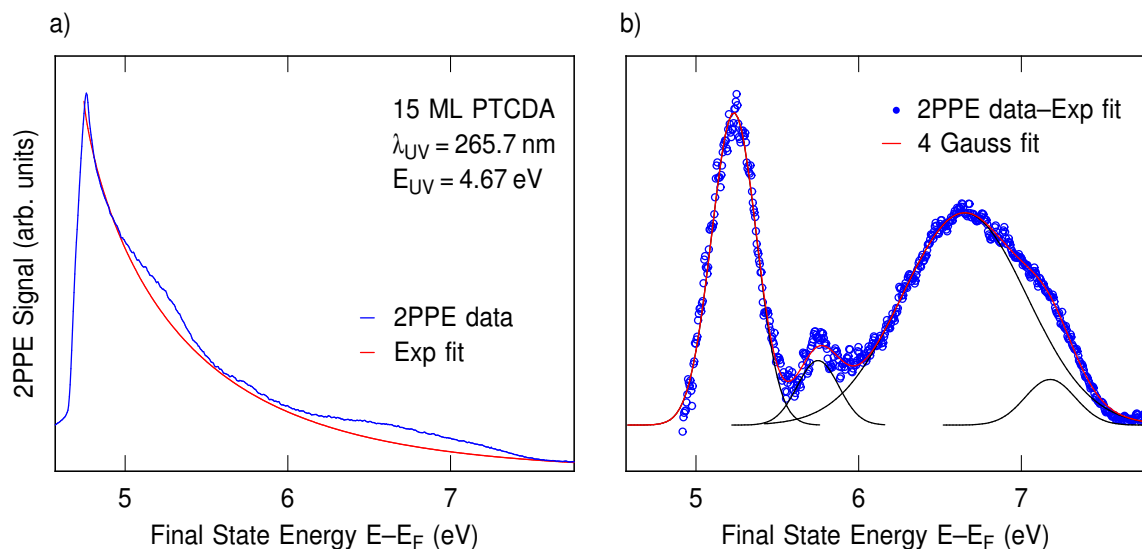 a)
2PPE Signal (arb. units)
15 ML PTCDA
λUV = 265.7 nm
EUV = 4.67 eV
2PPE data
Exp fit
5 6 7
Final State Energy E–EF (eV)
b)
2PPE data–Exp fit
4 Gauss fit
5 6 7
Final State Energy E–EF (eV)